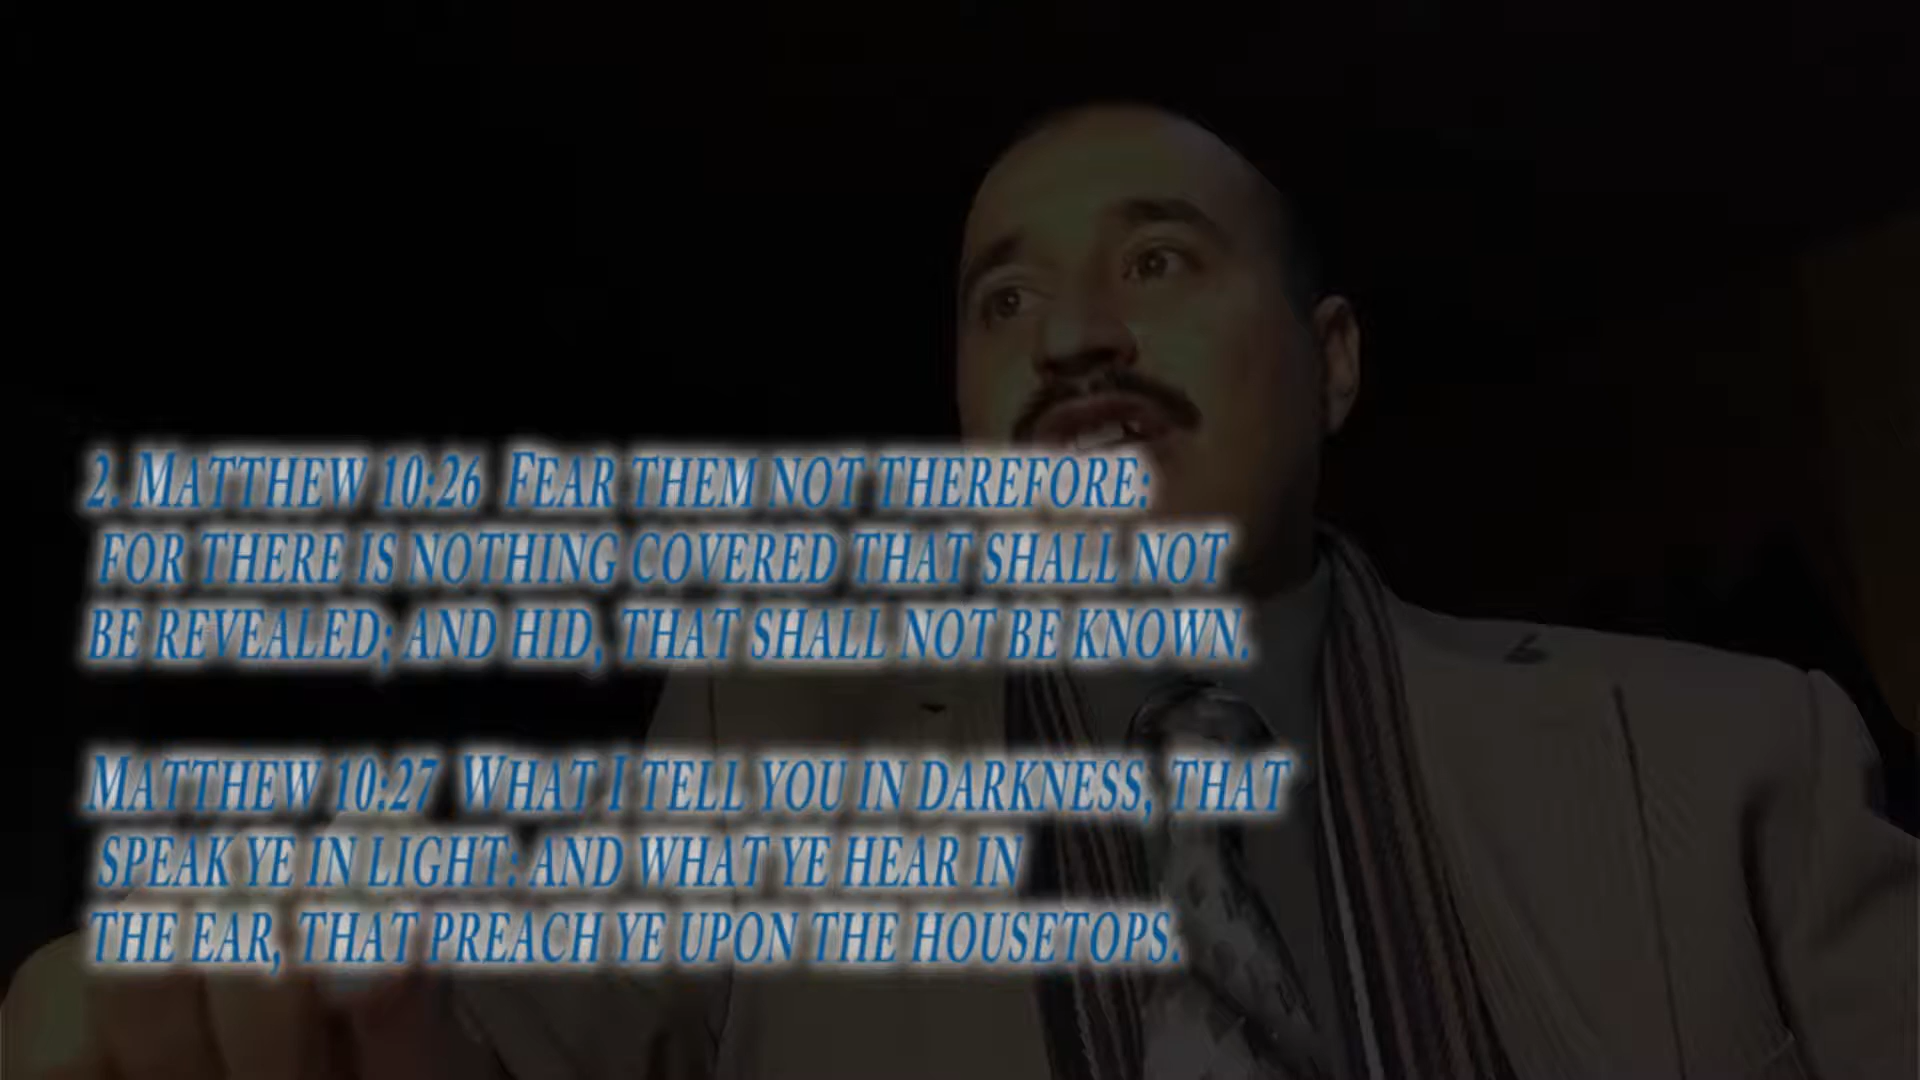 2. MATTHEW 10:26 FEAR THEM NOT THEREFORE:
FOR THERE IS NOTHING COVERED THAT SHALL NOT
BE REVEALED; AND HID, THAT SHALL NOT BE KNOWN.
MATTHEW 10:27 WHAT I TELL YOU IN DARKNESS, THAT
SPEAK YE IN LIGHT: AND WHAT YE HEAR IN
THE EAR, THAT PREACH YE UPON THE HOUSETOPS.